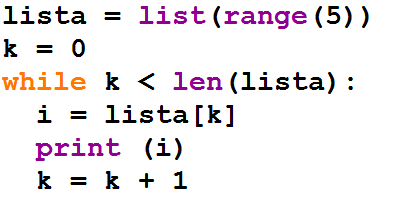 lista = list(range(5))
k = 0
while k < len(lista):
  i = lista[k]
  print (i)
  k = k + 1